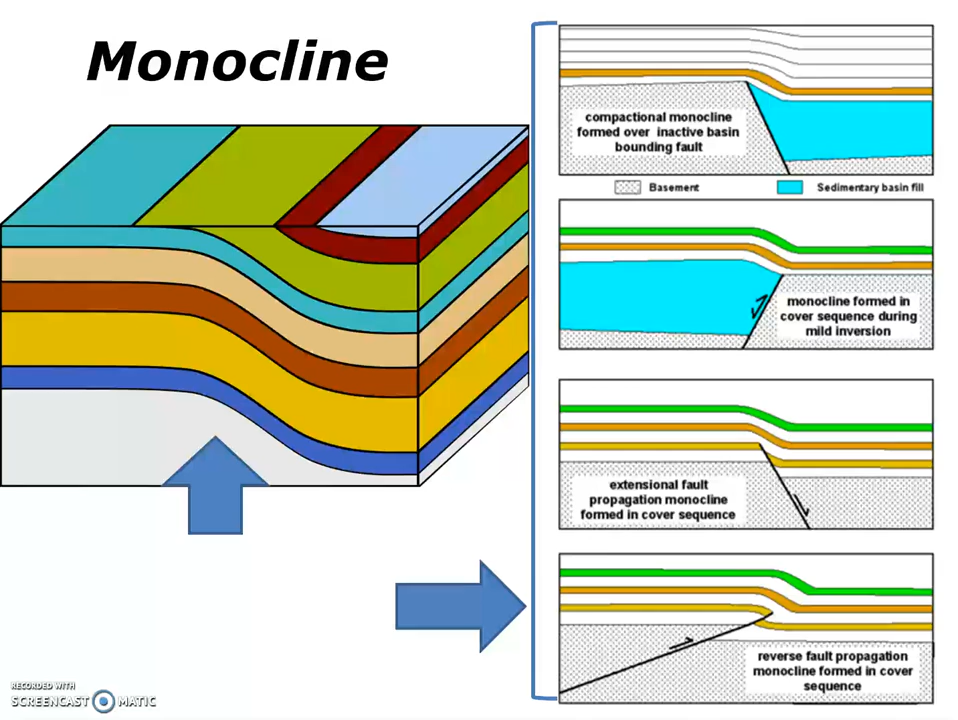 Monocline
compactional monocline
formed over inactive basin
bounding fault
Basement
Sedimentary basin fill
monocline formed in
cover sequence during
mild inversion
extensional fault
propagation monocline
formed in cover sequence
reverse fault propagation
monocline formed in cover
sequence
RECORDED WITH
SCREENCAST MATIC